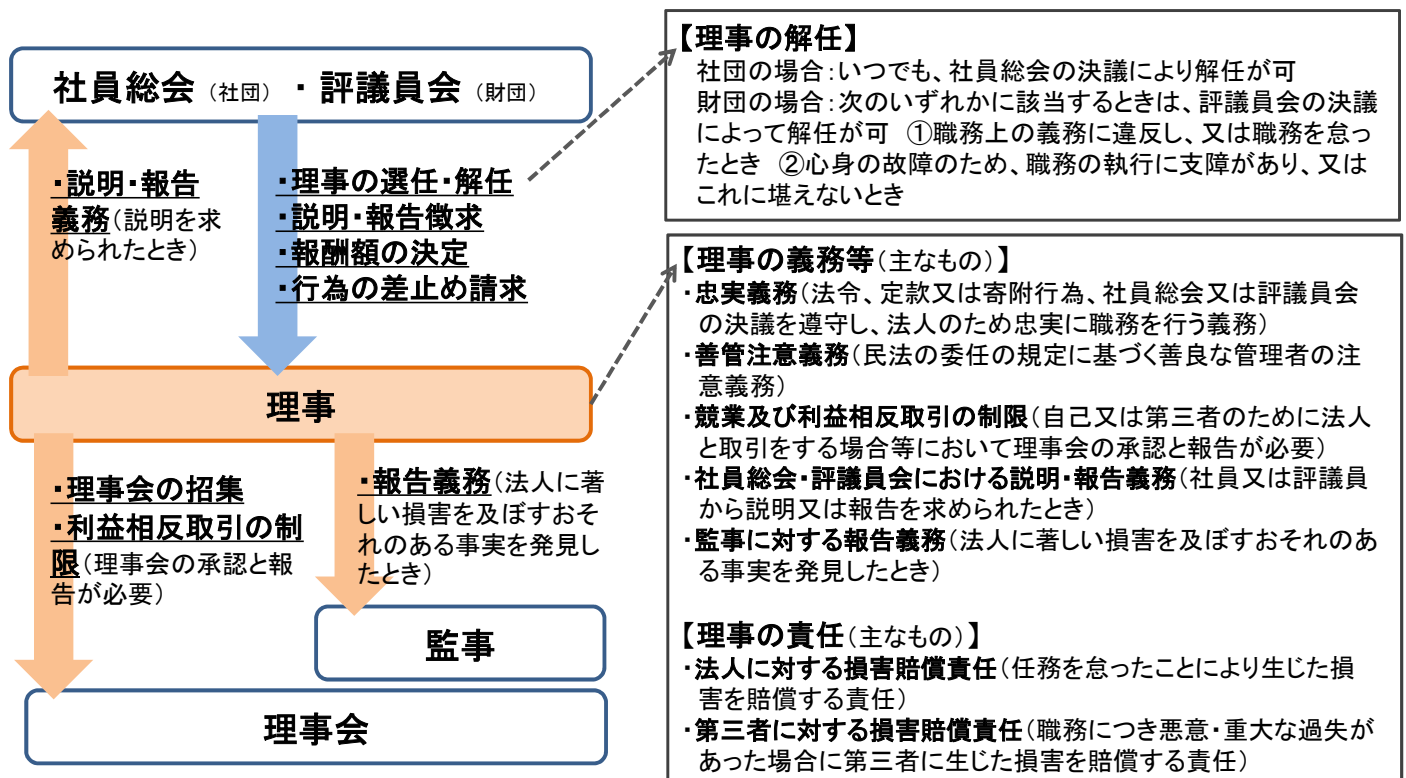 社員総会（社団）・評議員会（財団）
・説明・報告
義務（説明を求
められたとき）
・理事の選任・解任
・説明・報告徴求
・報酬額の決定
・行為の差止め請求
理事
・理事会の招集
・利益相反取引の制
限（理事会の承認と報
告が必要）
・報告義務（法人に著
しい損害を及ぼすおそ
れのある事実を発見し
たとき）
監事
理事会
【理事の解任】
社団の場合：いつでも、社員総会の決議により解任が可
財団の場合：次のいずれかに該当するときは、評議員会の決議
によって解任が可　①職務上の義務に違反し、又は職務を怠っ
たとき　②心身の故障のため、職務の執行に支障があり、又は
これに堪えないとき
【理事の義務等（主なもの）】
・忠実義務（法令、定款又は寄附行為、社員総会又は評議員会
の決議を遵守し、法人のため忠実に職務を行う義務）
・善管注意義務（民法の委任の規定に基づく善良な管理者の注
意義務）
・競業及び利益相反取引の制限（自己又は第三者のために法人
と取引をする場合等において理事会の承認と報告が必要）
・社員総会・評議員会における説明・報告義務（社員又は評議員
から説明又は報告を求められたとき）
・監事に対する報告義務（法人に著しい損害を及ぼすおそれのあ
る事実を発見したとき）
【理事の責任（主なもの）】
・法人に対する損害賠償責任（任務を怠ったことにより生じた損
害を賠償する責任）
・第三者に対する損害賠償責任（職務につき悪意・重大な過失が
あった場合に第三者に生じた損害を賠償する責任）